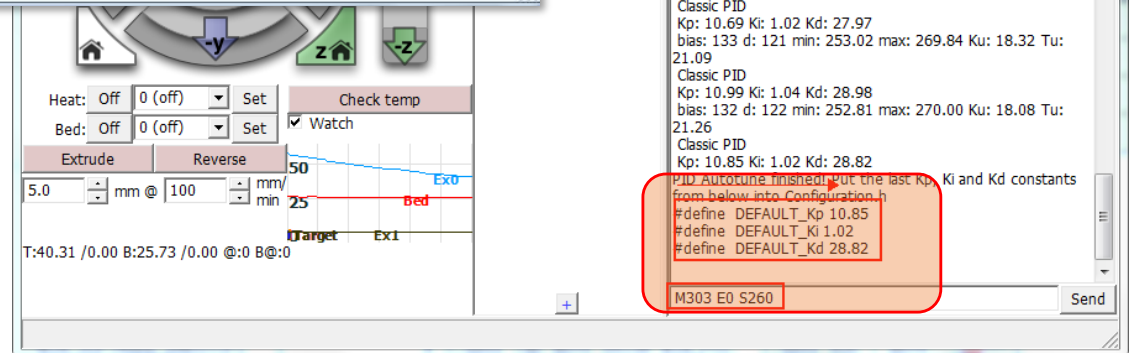 Classic PID
Kp: 10.69 Ki: 1.02 Kd: 27.97
bias: 133 d: 121 min: 253.02 max: 269.84 Ku: 18.32 Tu:
21.09
Classic PID
Kp: 10.99 Ki: 1.04 Kd: 28.98
bias: 132 d: 122 min: 252.81 max: 270.00 Ku: 18.08 Tu:
21.26
Classic PID
Kp: 10.85 Ki: 1.02 Kd: 28.82
PID Autotune finished! Put the last Kp, Ki and Kd constants
from below into Configuration.h
#define  DEFAULT_Kp 10.85
#define  DEFAULT_Ki 1.02
#define  DEFAULT_Kd 28.82
M303 E0 S260
Send
-y
z
-z
Heat: Off 0 (off) Set
Check temp
Bed: Off 0 (off) Set
Watch
Extrude Reverse
5.0 mm @ 100 mm/
min
50
Ex0
25
Bed
0
Target Ex1
T:40.31 /0.00 B:25.73 /0.00 @:0 B@:0
+